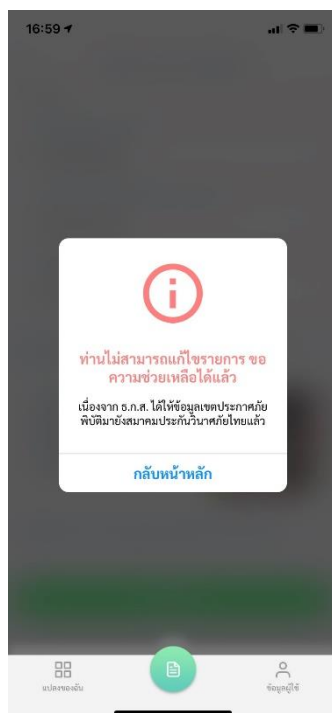 16:59
ท่านไม่สามารถแก้ไขรายการ ขอ
ความช่วยเหลือได้แล้ว
เนื่องจาก ธ.ก.ส. ได้ให้ข้อมูลเขตประกาศภัย
พิบัติมายังสมาคมประกันวินาศภัยไทยแล้ว
กลับหน้าหลัก
แปลงของฉัน
ข้อมูลผู้ใช้